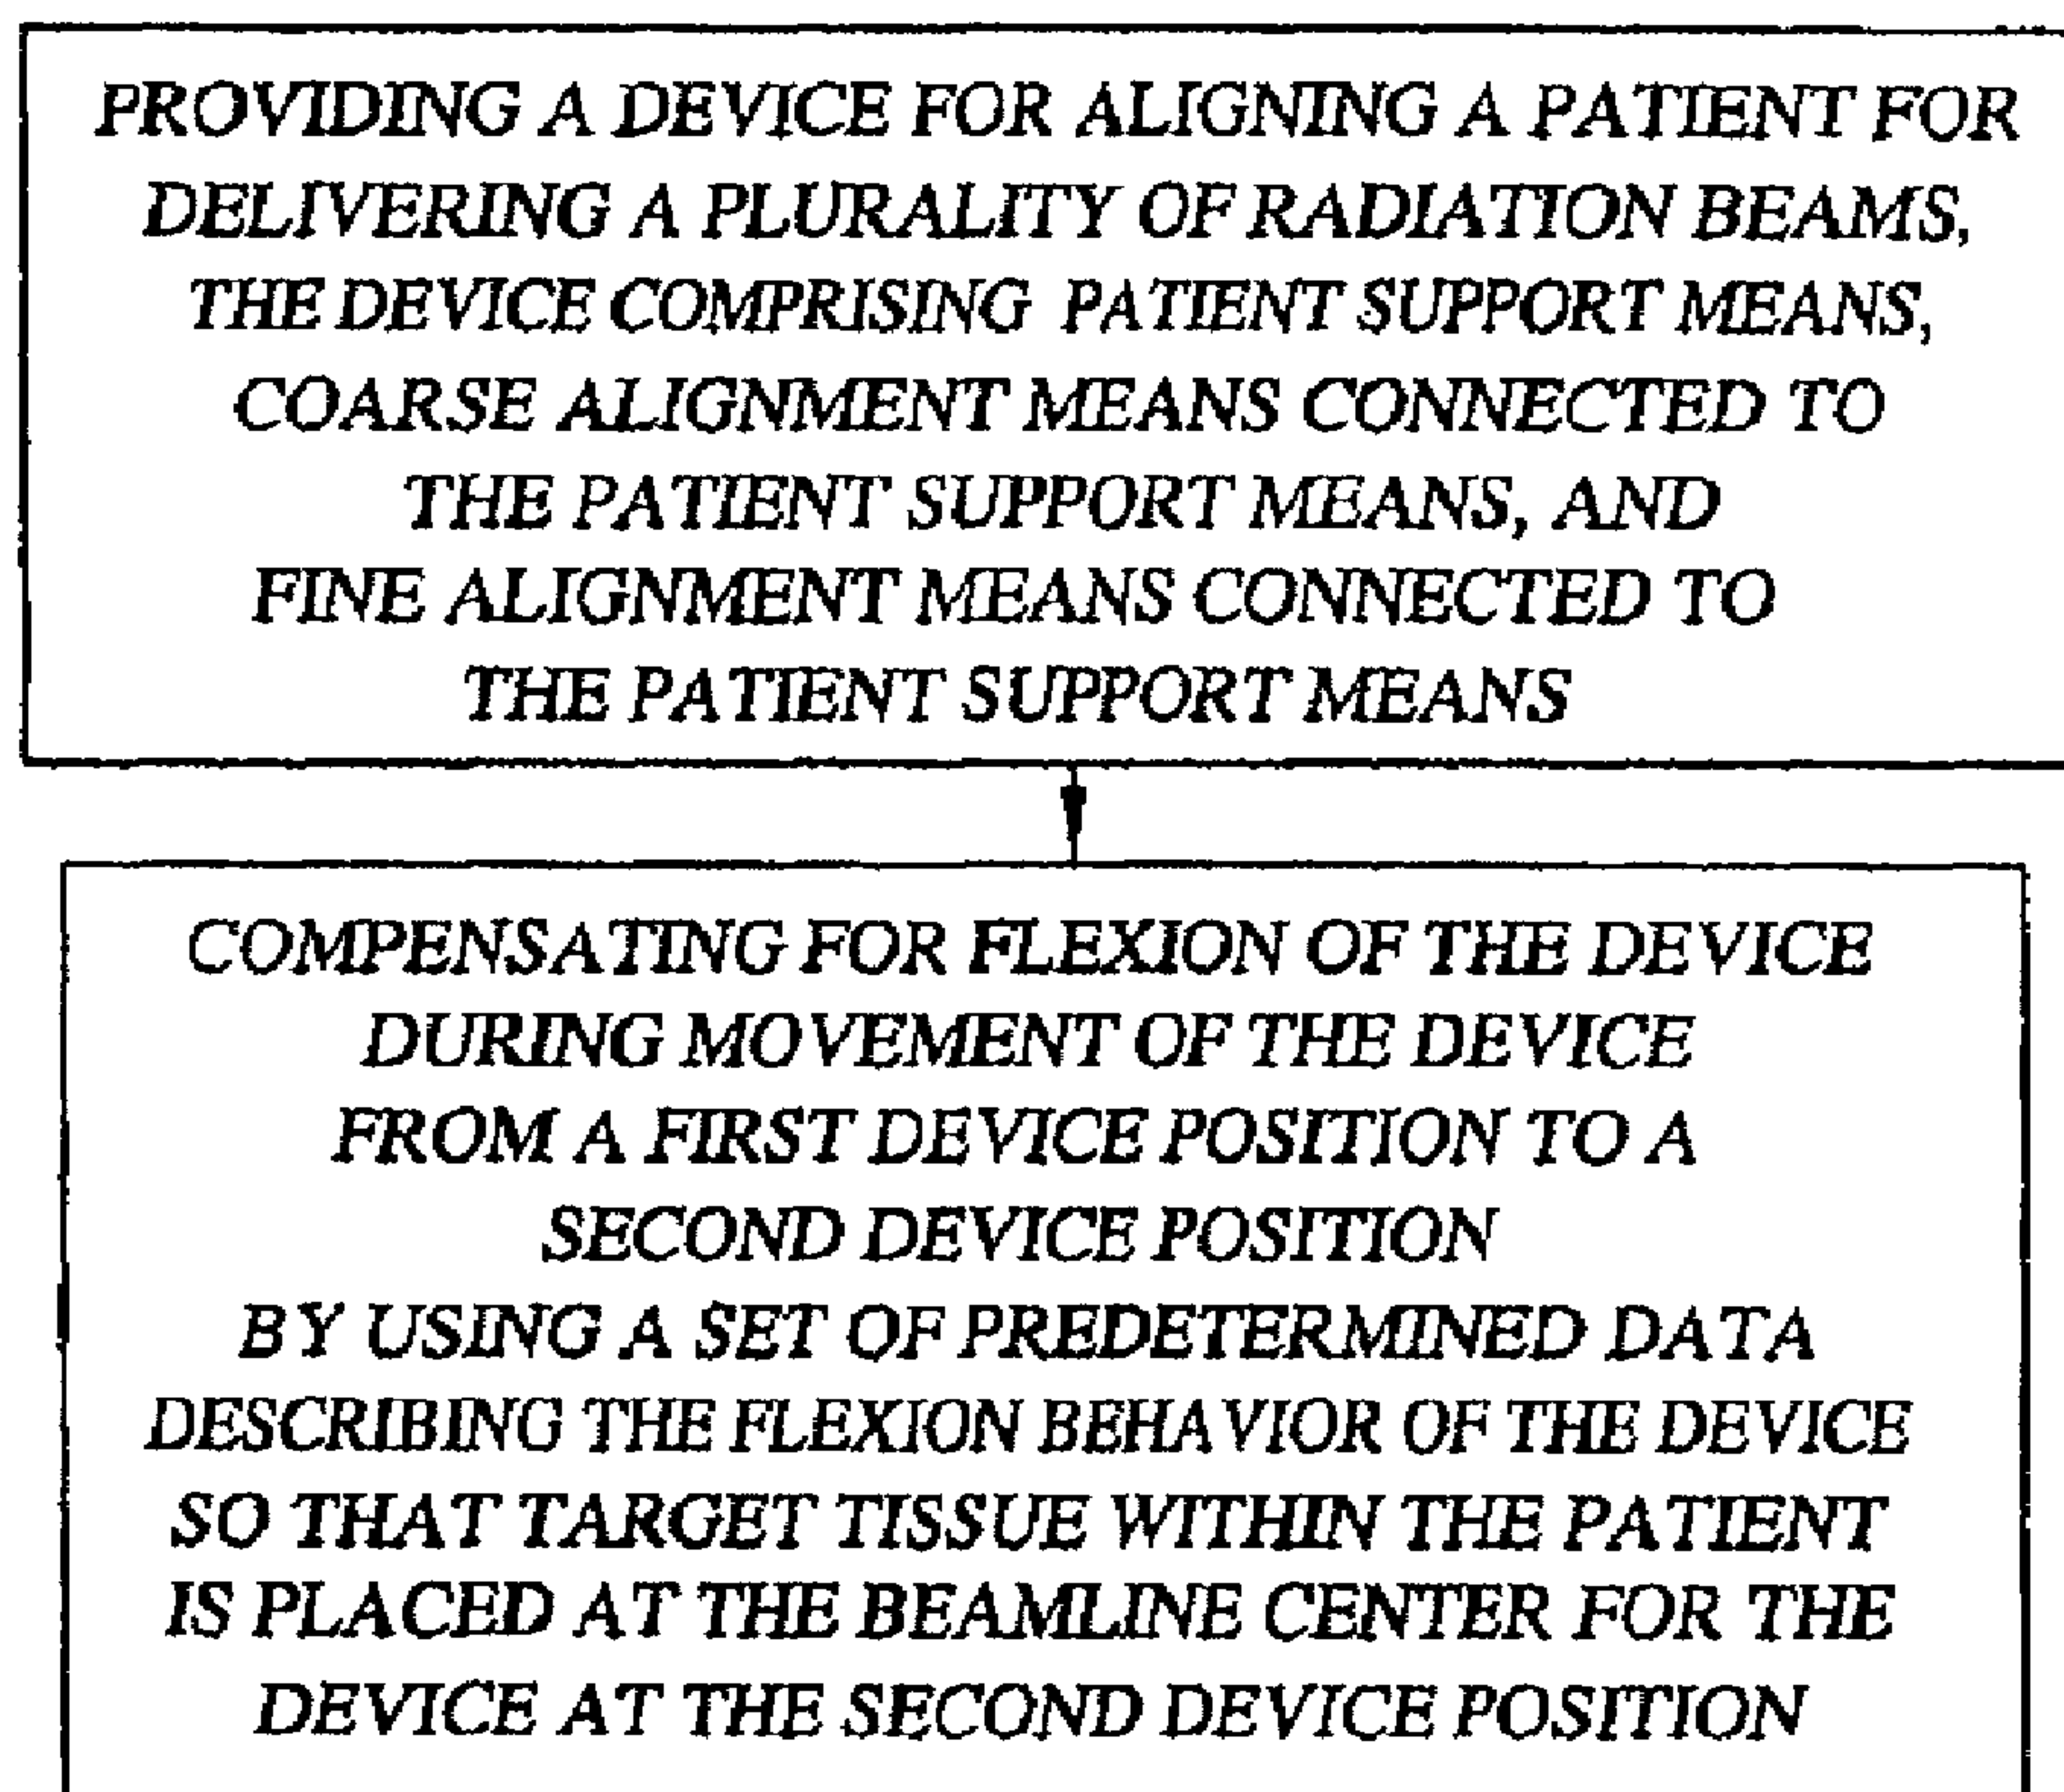 PROVIDING A DEVICE FOR ALIGNING A PATIENT FOR
DELIVERING A PLURALITY OF RADIATION BEAMS,
THE DEVICE COMPRISING PATIENT SUPPORT MEANS,
COARSE ALIGNMENT MEANS CONNECTED TO
THE PATIENT SUPPORT MEANS, AND
FINE ALIGNMENT MEANS CONNECTED TO
THE PATIENT SUPPORT MEANS
COMPENSATING FOR FLEXION OF THE DEVICE
DURING MOVEMENT OF THE DEVICE
FROM A FIRST DEVICE POSITION TO A
SECOND DEVICE POSITION
BY USING A SET OF PREDETERMINED DATA
DESCRIBING THE FLEXION BEHAVIOR OF THE DEVICE
SO THAT TARGET TISSUE WITHIN THE PATIENT
IS PLACED AT THE BEAMLINE CENTER FOR THE
DEVICE AT THE SECOND DEVICE POSITION